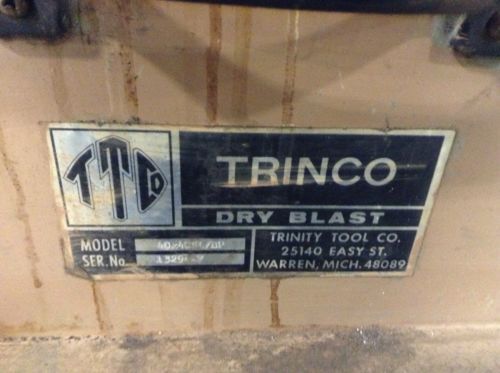 TTCo
TRINCO
DRY BLAST
MODEL
SER.No
TRINITY TOOL CO.
25140 EASY ST.
WARREN, MICH. 48089